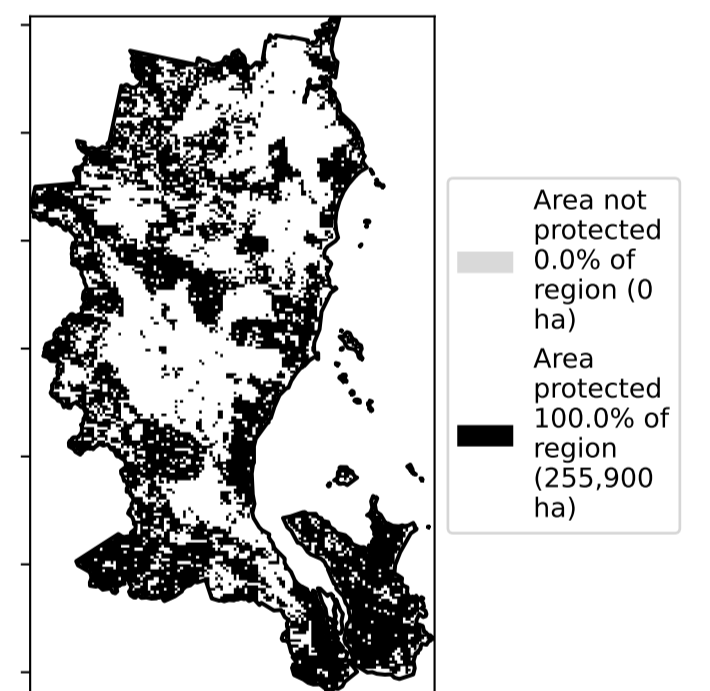 Area not
protected
0.0% of
region (0
ha)
Area
protected
100.0% of
region
(255,900
ha)